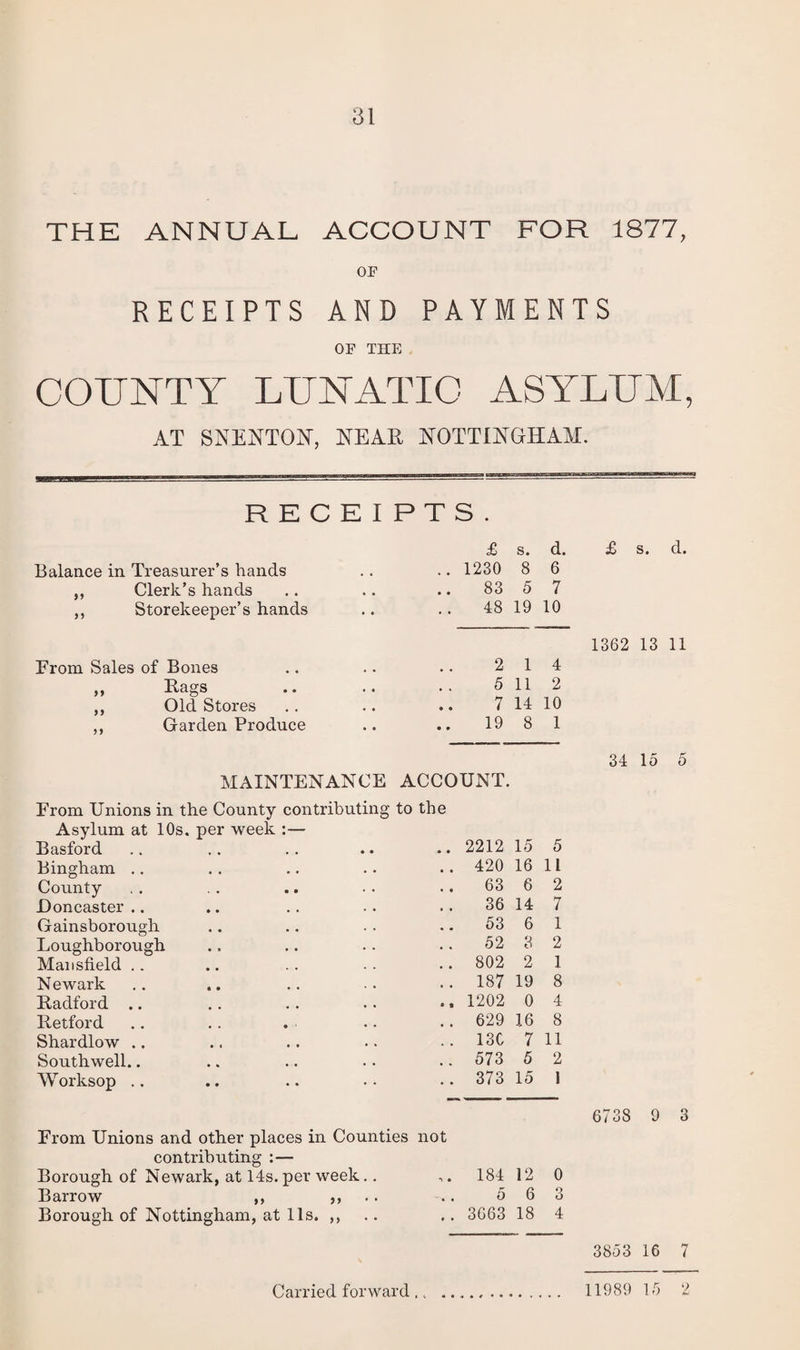 31
THE ANNUAL ACCOUNT FOR 1877,
OF
RECEIPTS AND PAYMENTS
OF THE
COUNTY LUNATIC ASYLUM,
AT SNENTON, NEAR NOTTINGHAM.
RECEIPTS.
£ s. d. £ s. d.
Balance in Treasurer's hands .. .. 1230 8 6
,, Clerk's hands .. .. .. 83 5 7
,, Storekeeper's hands .. .. 48 19 10
1362 13 11
From Sales of Bones .. .. .. 2 1 4
,, Rags .. .. .. 5 11 2
,, Old Stores .. .. .. 7 14 10
,, Garden Produce .. .. 19 8 1
34 15 5
MAINTENANCE ACCOUNT.
From Unions in the County contributing to the
Asylum at 10s. per week :—
Basford .. .. .. .. .. 2212 15 5
Bingham .. .. .. .. .. 420 16 11
County .. .. .. .. .. 63 6 2
Doncaster .. .. .. .. .. 36 14 7
Gainsborough .. .. .. .. 53 6 1
Loughborough .. .. .. .. 52 3 2
Mansfield .. .. .. .. .. 802 2 1
Newark .. .. .. .. .. 187 19 8
Radford .. .. .. .. .. 1202 0 4
Retford .. .. .. .. .. 629 16 8
Shardlow .. .. .. .. .. 130 7 11
Southwell.. .. .. .. .. 573 5 2
Worksop .. .. .. .. .. 373 15 1
6738 9 3
From Unions and other places in Counties not
contributing :—
Borough of Newark, at 14s. per week.. .. 184 12 0
Barrow ,, ,, .. .. 5 6 3
Borough of Nottingham, at 11s. ,, .. .. 3663 18 4
3853 16 7
Carried forward .. .............. 11989 15 2